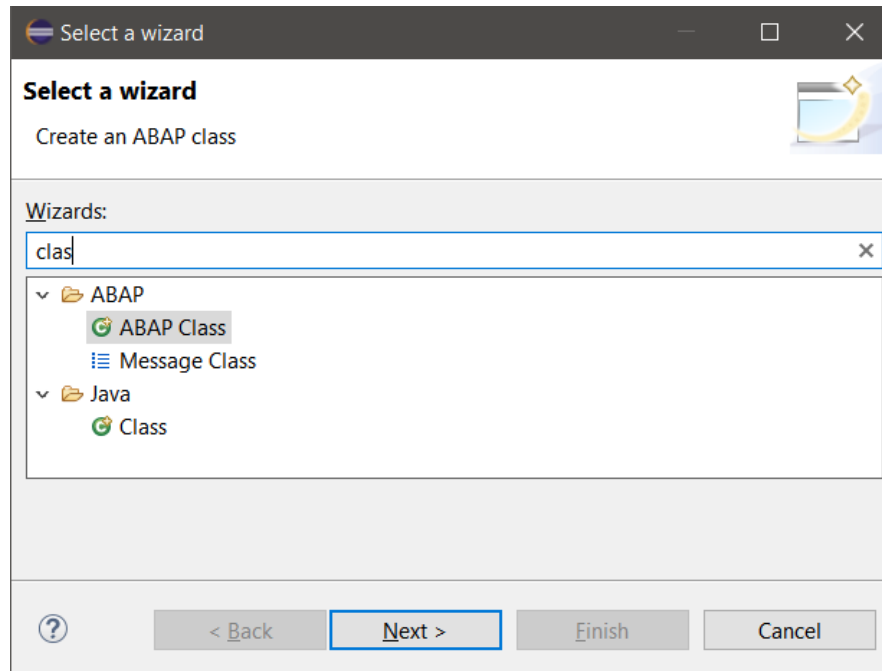 Select a wizard
Select a wizard
Create an ABAP class
Wizards:
clas
ABAP
ABAP Class
Message Class
Java
Class
< Back Next > Finish Cancel